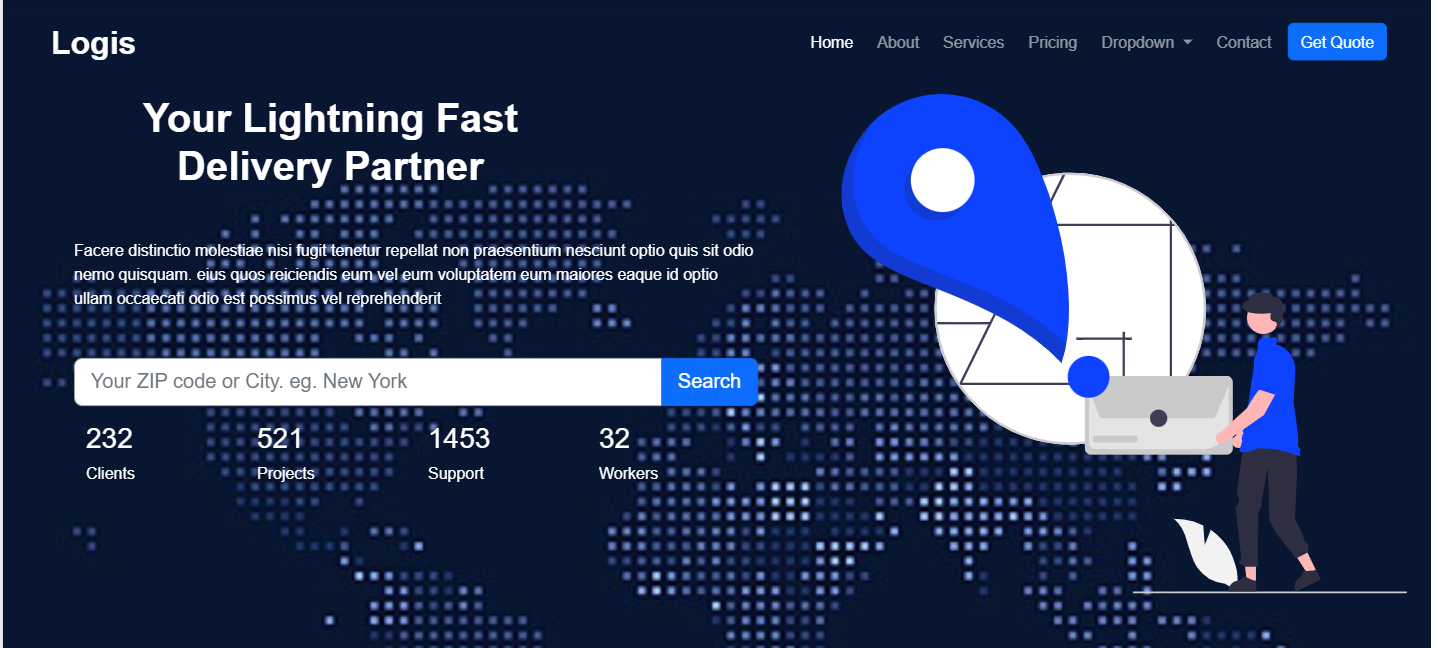 Logis
Home About Services Pricing Dropdown Contact Get Quote
Your Lightning Fast
Delivery Partner
Facere distinctio molestiae nisi fugit tenetur repellat non praesentium nesciunt optio quis sit odio
nemo quisquam. eius quos reiciendis eum vel eum voluptatem eum maiores eaque id optio
ullam occaecati odio est possimus vel reprehenderit
Your ZIP code or City. eg. New York Search
232 521 1453 32
Clients Projects Support Workers